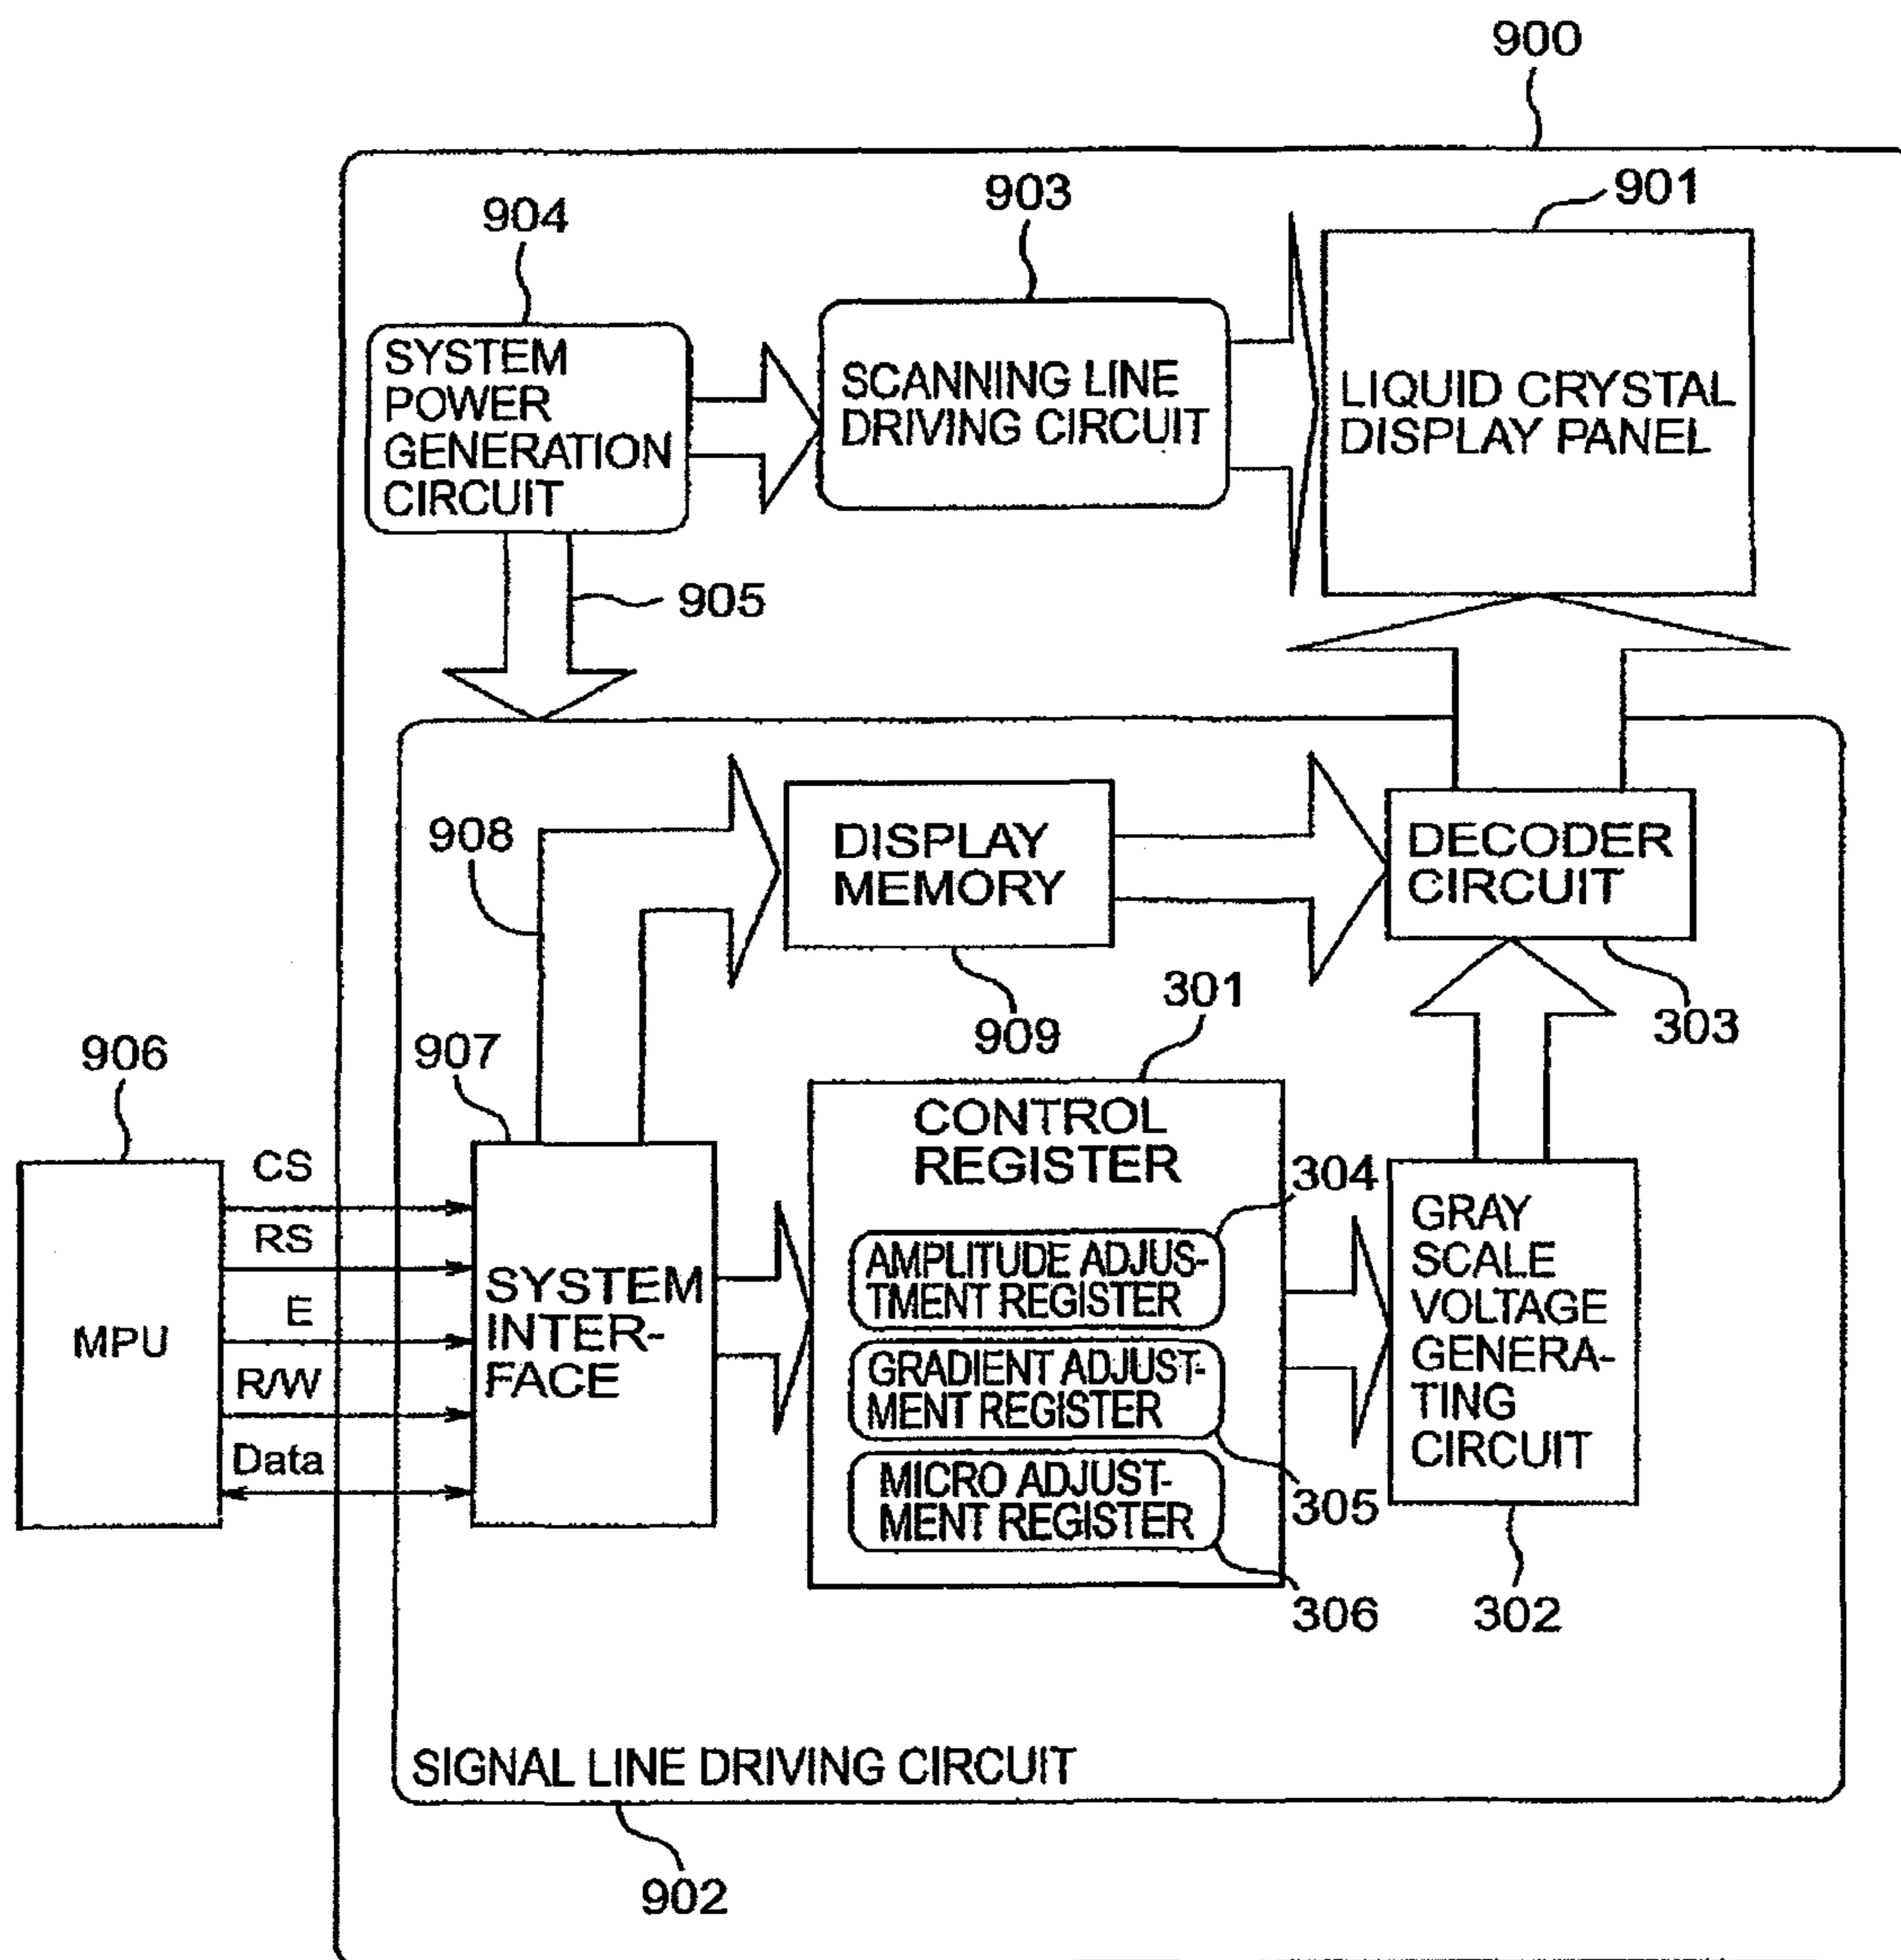 900
903
901
904
SYSTEM
POWER
GENERATION
CIRCUIT
SCANNING LINE
DRIVING CIRCUIT
LIQUID CRYSTAL
DISPLAY PANEL
905
908
DISPLAY
MEMORY
DECODER
CIRCUIT
909
301
303
906
907
CONTROL
REGISTER
304
MPU
CS
RS
E
R/W
Data
SYSTEM
INTER-
FACE
AMPLITUDE ADJUS-
TMENT REGISTER
GRADIENT ADJUST-
MENT REGISTER
305
MICRO ADJUST-
MENT REGISTER
306
GRAY
SCALE
VOLTAGE
GENERA-
TING
CIRCUIT
302
SIGNAL LINE DRIVING CIRCUIT
902